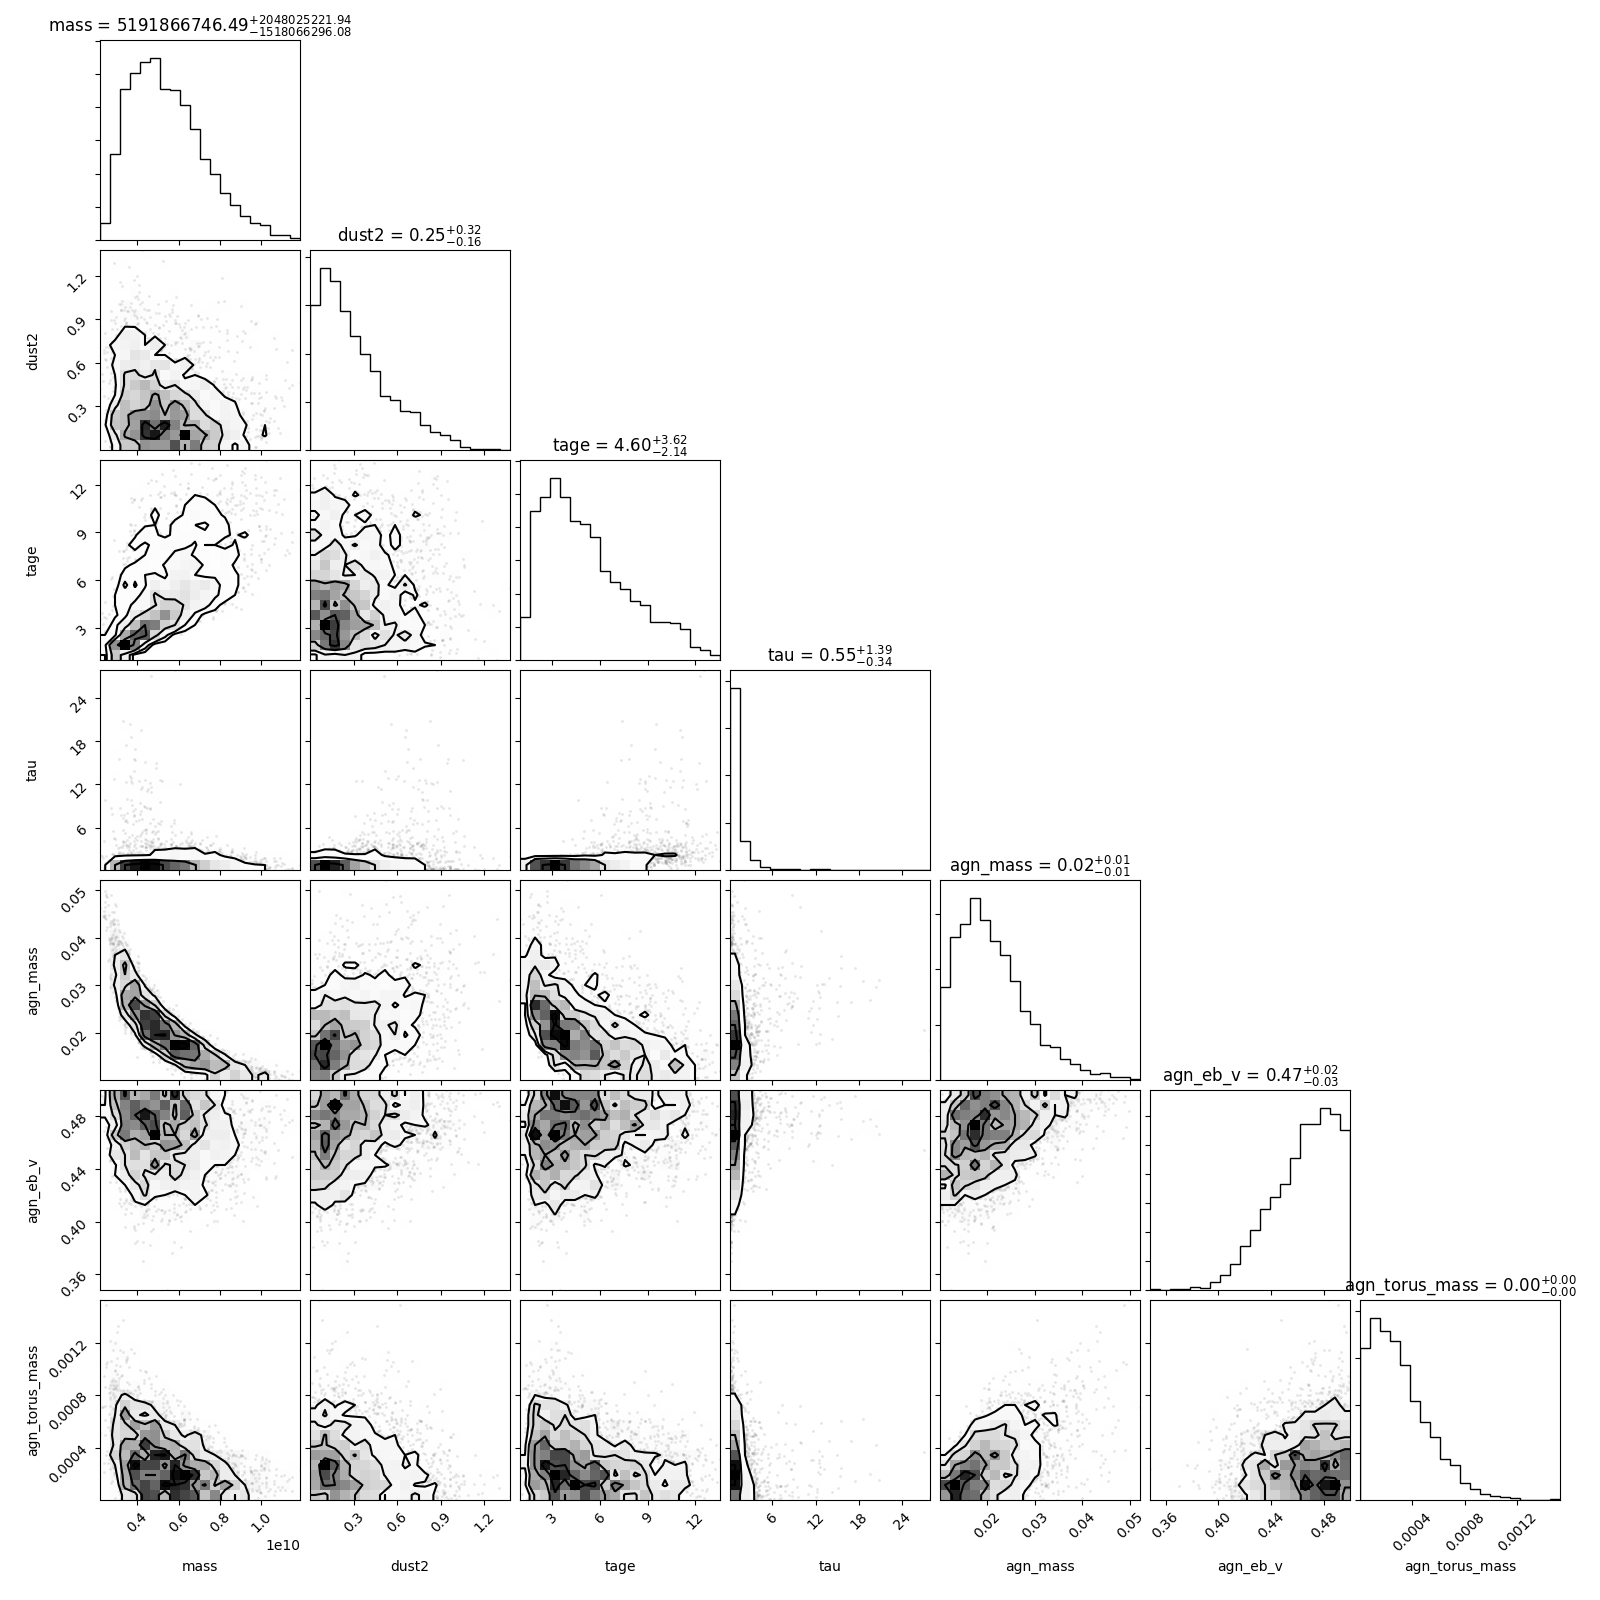 mass = 5191866746.49+2048025221.94−1518066296.08
dust2 = 0.25+0.32−0.16
1.2
0.9
0.6
0.3
dust2
tage = 4.60+3.62−2.14
12
9
6
3
tage
tau = 0.55+1.39−0.34
24
18
12
6
tau
agn_mass = 0.02+0.01−0.01
0.05
0.04
0.03
0.02
agn_mass
agn_eb_v = 0.47+0.02−0.03
0.48
0.44
0.40
0.36
agn_eb_v
agn_torus_mass = 0.00+0.00−0.00
0.0012
0.0008
0.0004
agn_torus_mass
0.4 0.6 0.8 1.0 0.3 0.6 0.9 1.2 3 6 9 12 6 12 18 24 0.02 0.03 0.04 0.05 0.36 0.40 0.44 0.48 0.0004 0.0008 0.0012
1e10
mass dust2 tage tau agn_mass agn_eb_v agn_torus_mass